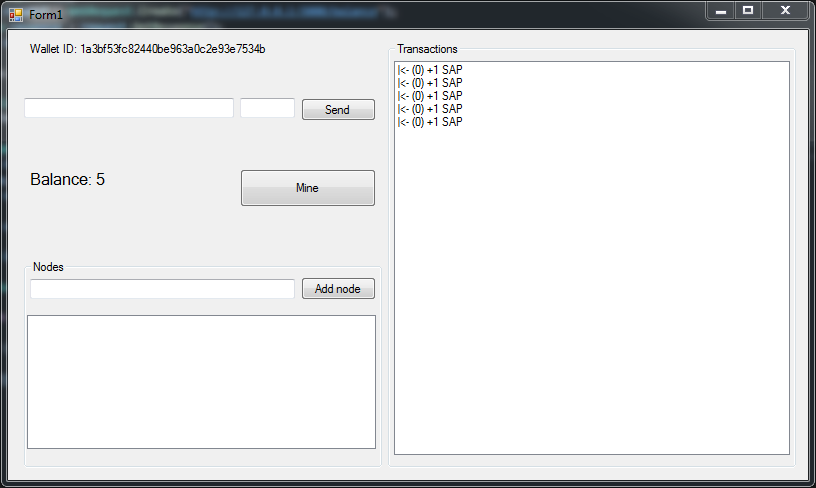 Form1
Wallet ID: 1a3bf53fc82440be963a0c2e93e7534b
Send
Balance: 5
Mine
Nodes
Add node
Transactions
|<- (0) +1 SAP
|<- (0) +1 SAP
|<- (0) +1 SAP
|<- (0) +1 SAP
|<- (0) +1 SAP